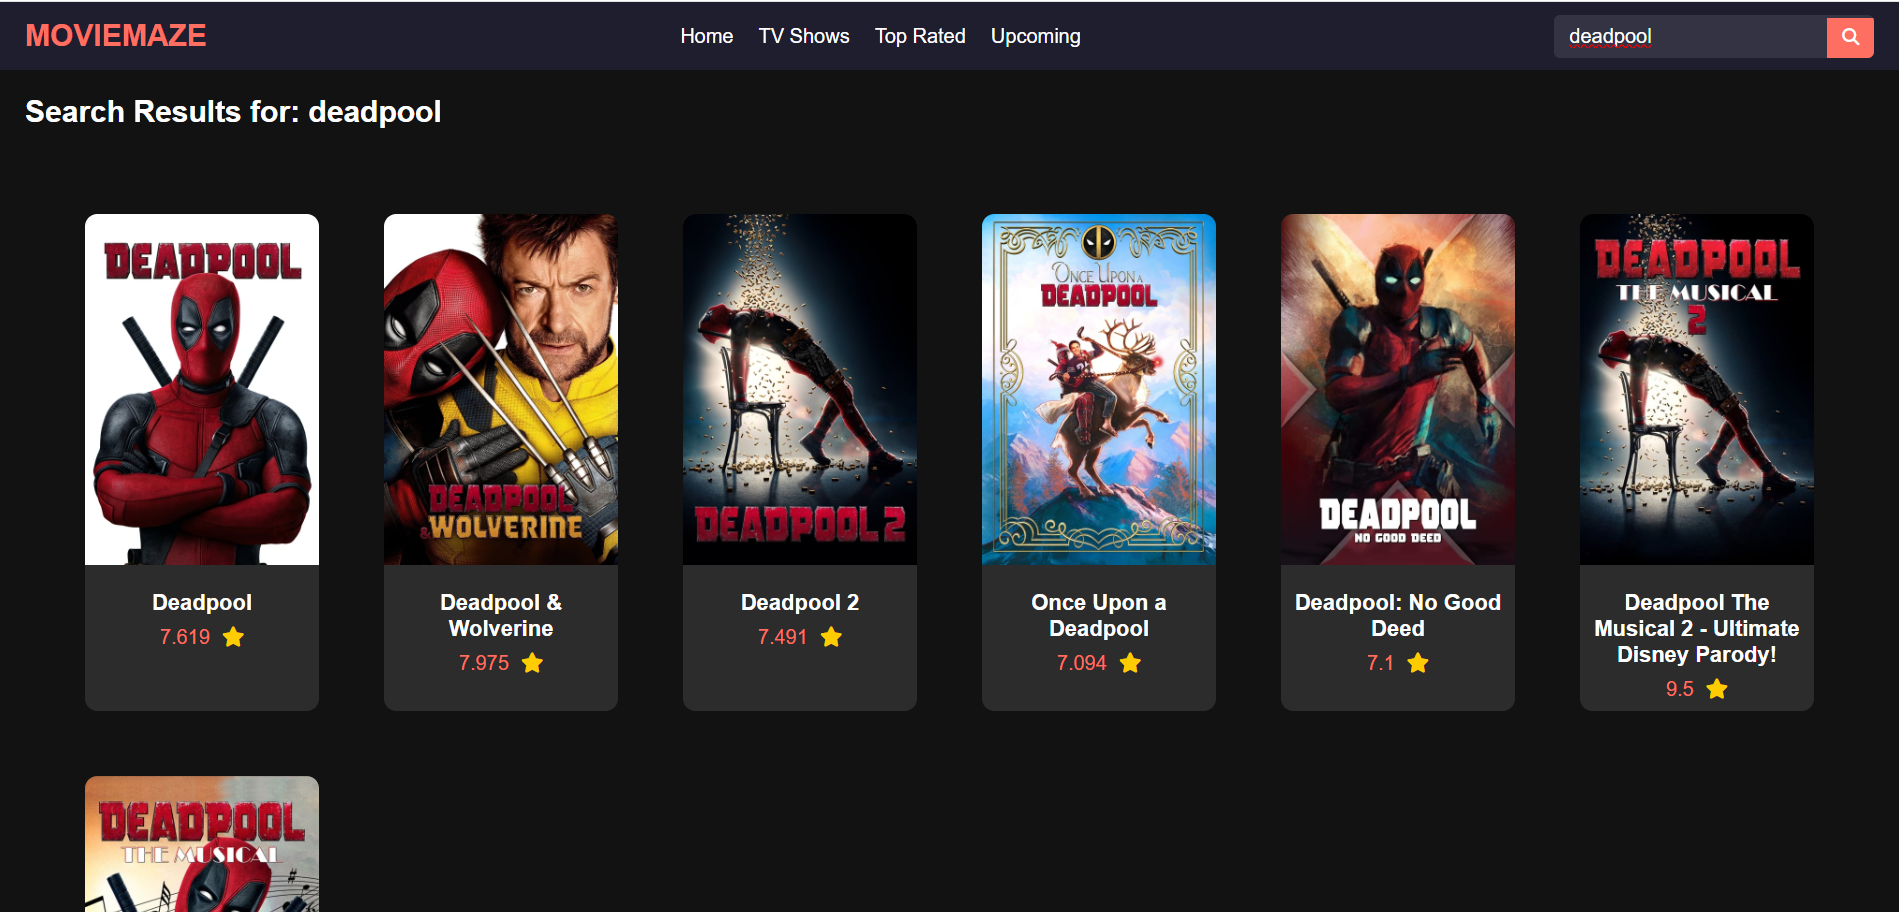 MOVIEMAZE
Home TV Shows Top Rated Upcoming
deadpool
Search Results for: deadpool
DEADPOOL
DEADPOOL
& WOLVERINE
DEADPOOL 2
ONCE UPON A
DEADPOOL
DEADPOOL
NO GOOD DEED
DEADPOOL
THE MUSICAL
2
Deadpool
7.619
Deadpool &
Wolverine
7.975
Deadpool 2
7.491
Once Upon a
Deadpool
7.094
Deadpool: No Good
Deed
7.1
Deadpool The
Musical 2 - Ultimate
Disney Parody!
9.5
DEADPOOL
THE MUSICAL